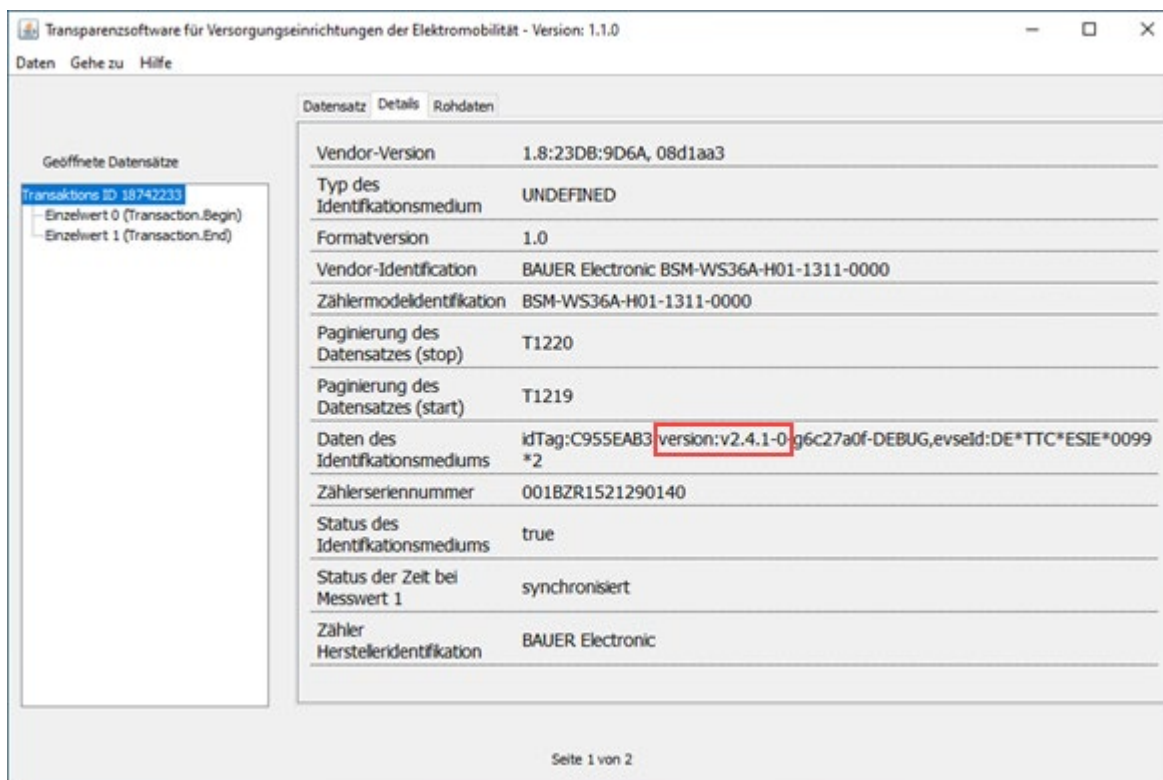 Transparenzsoftware für Versorgungseinrichtungen der Elektromobilität - Version: 1.1.0
Daten Gehe zu Hilfe
Geöffnete Datensätze
Transaktions ID 18742233
Einzelwert 0 (Transaction.Begin)
Einzelwert 1 (Transaction.End)
Datensatz Details Rohdaten
Vendor-Version 1.8:23DB:9D6A, 08d1aa3
Typ des
Identifkationsmedium UNDEFINED
Formatversion 1.0
Vendor-Identification BAUER Electronic BSM-WS36A-H01-1311-0000
Zählermodelidentifikation BSM-WS36A-H01-1311-0000
Paginierung des
Datensatzes (stop) T1220
Paginierung des
Datensatzes (start) T1219
Daten des
Identifkationsmediums
idTag:C955EAB3,version:v2.4.1-0-g6c27a0f-DEBUG,evseId:DE*TTC*ESIE*0099
*2
Zählerseriennummer 001BZR1521290140
Status des
Identifkationsmediums true
Status der Zeit bei
Messwert 1 synchronisiert
Zähler
Herstelleridentifikation BAUER Electronic
Seite 1 von 2